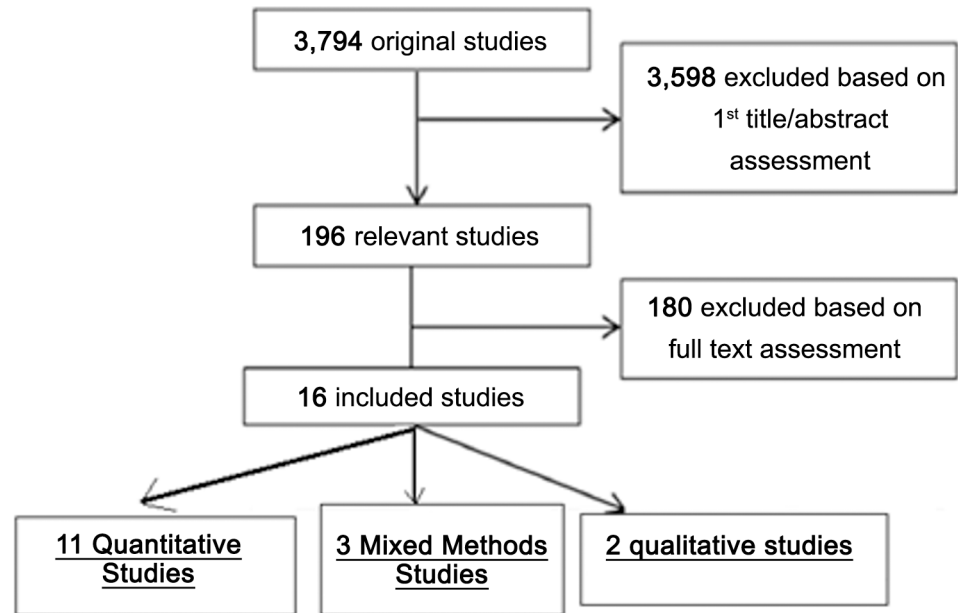 3,794 original studies
3,598 excluded based on
1st title/abstract
assessment
196 relevant studies
180 excluded based on
full text assessment
16 included studies
11 Quantitative
Studies
3 Mixed Methods
Studies
2 qualitative studies